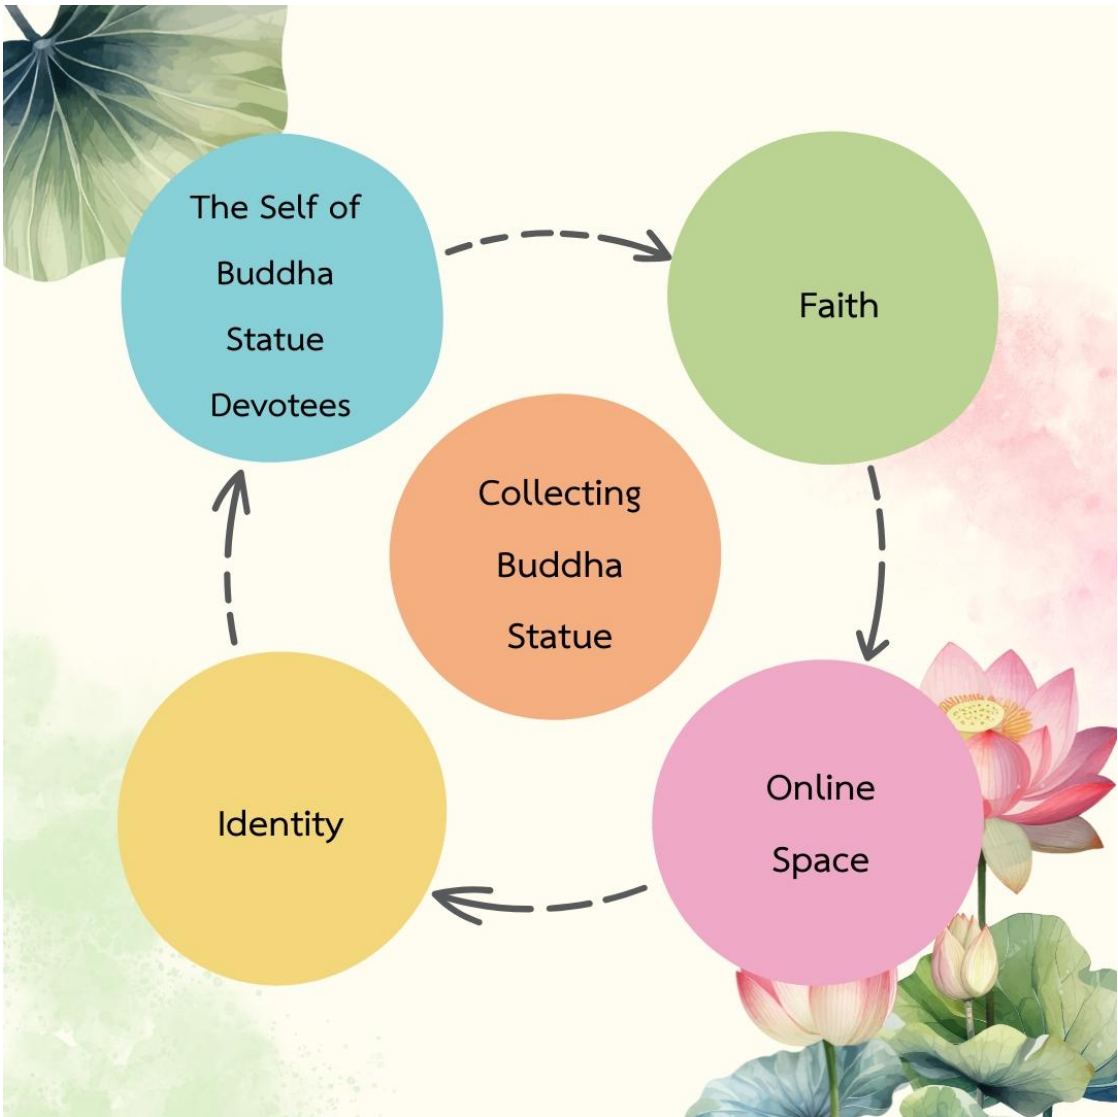 The Self of
Buddha
Statue
Devotees
Faith
Collecting
Buddha
Statue
Online
Space
Identity